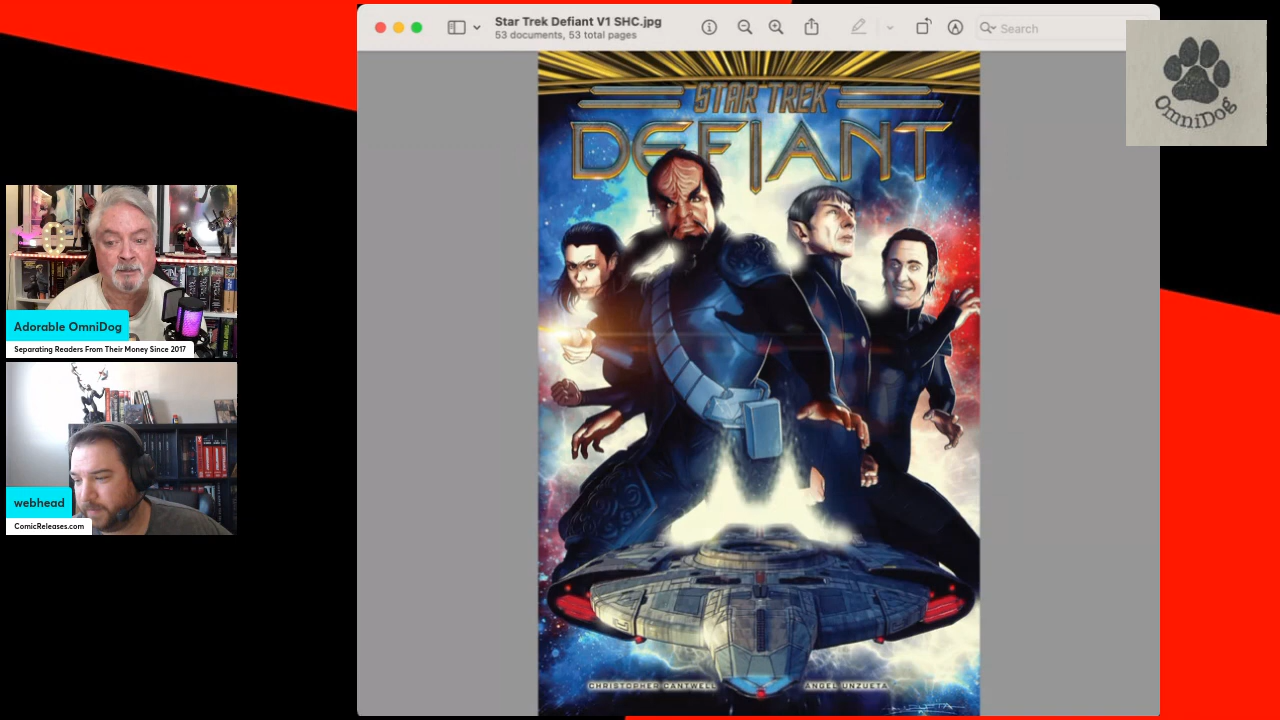 Star Trek Defiant V1 SHC.jpg
53 documents, 53 total pages
Search
OmniDog
STAR TREK
DEFIANT
Adorable OmniDog
Separating Readers From Their Money Since 2017
webhead
ComicReleases.com
CHRISTOPHER CANTWELL
ANGEL UNZUETA